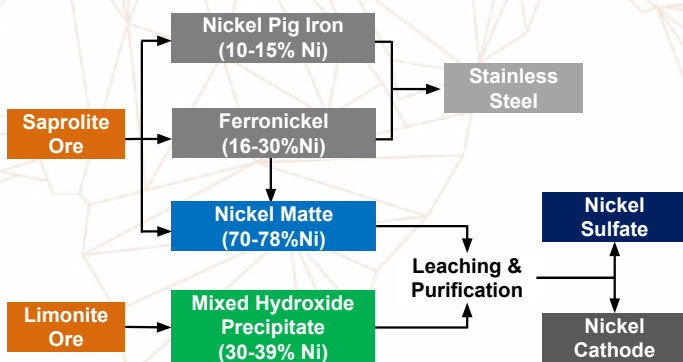 Nickel Pig Iron
(10-15% Ni)
Stainless
Steel
Saprolite
Ore
Ferronickel
(16-30%Ni)
Nickel Matte
(70-78%Ni)
Nickel
Sulfate
Leaching &
Purification
Limonite
Ore
Mixed Hydroxide
Precipitate
(30-39% Ni)
Nickel
Cathode